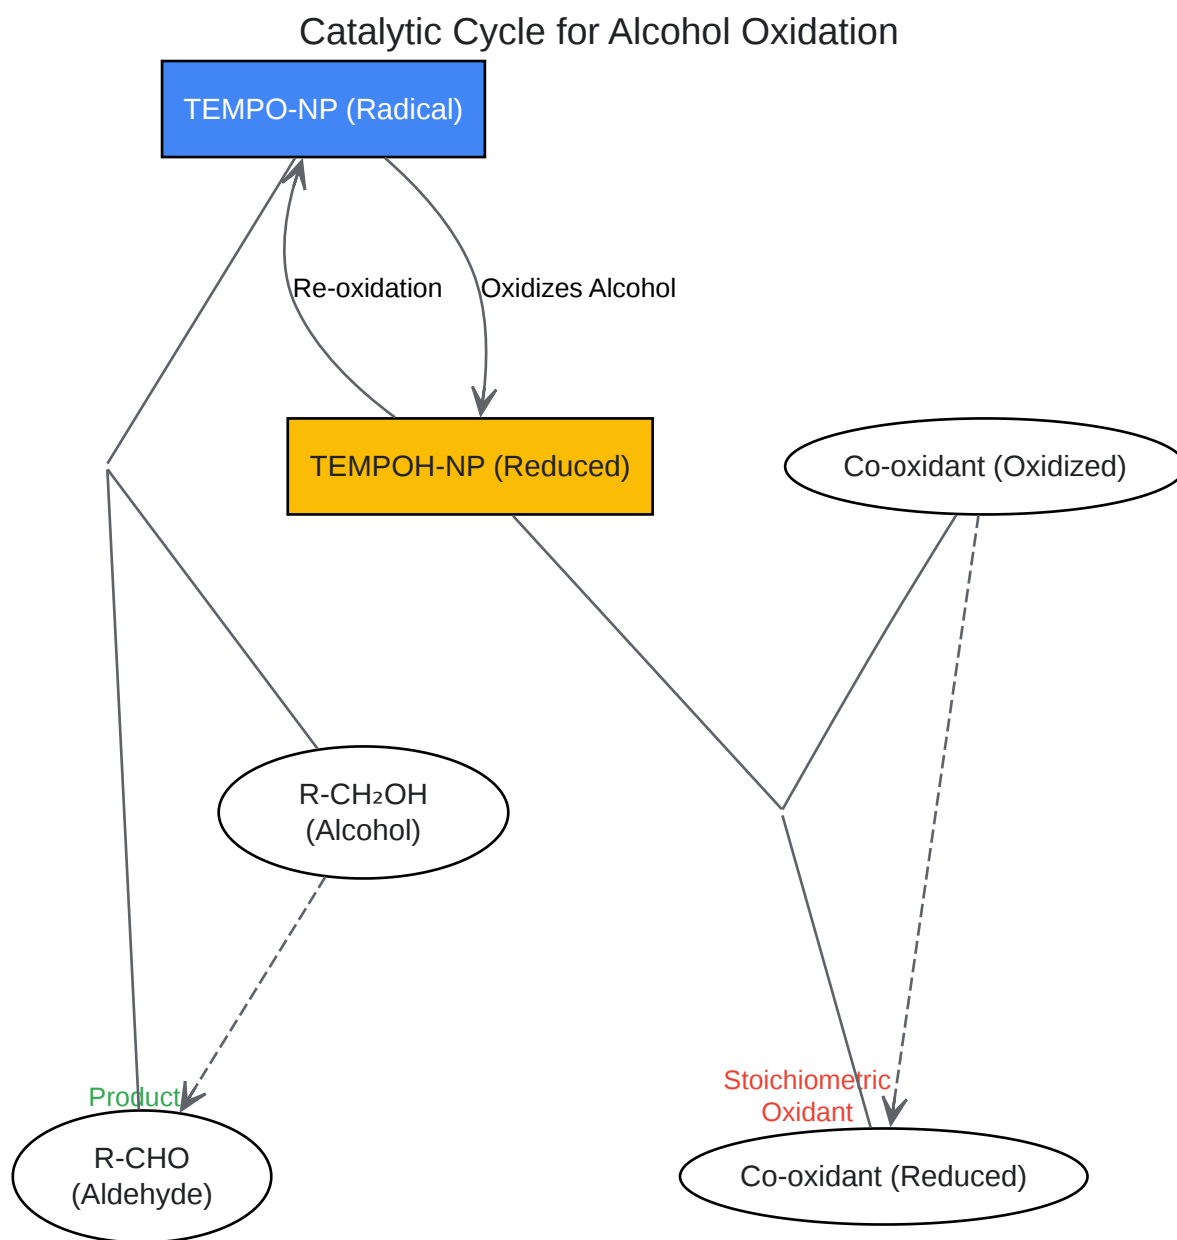 Catalytic Cycle for Alcohol Oxidation
TEMPO-NP (Radical)
Re-oxidation
Oxidizes Alcohol
TEMPOH-NP (Reduced)
Co-oxidant (Oxidized)
R-CH₂OH
(Alcohol)
Product
Stoichiometric
Oxidant
R-CHO
(Aldehyde)
Co-oxidant (Reduced)